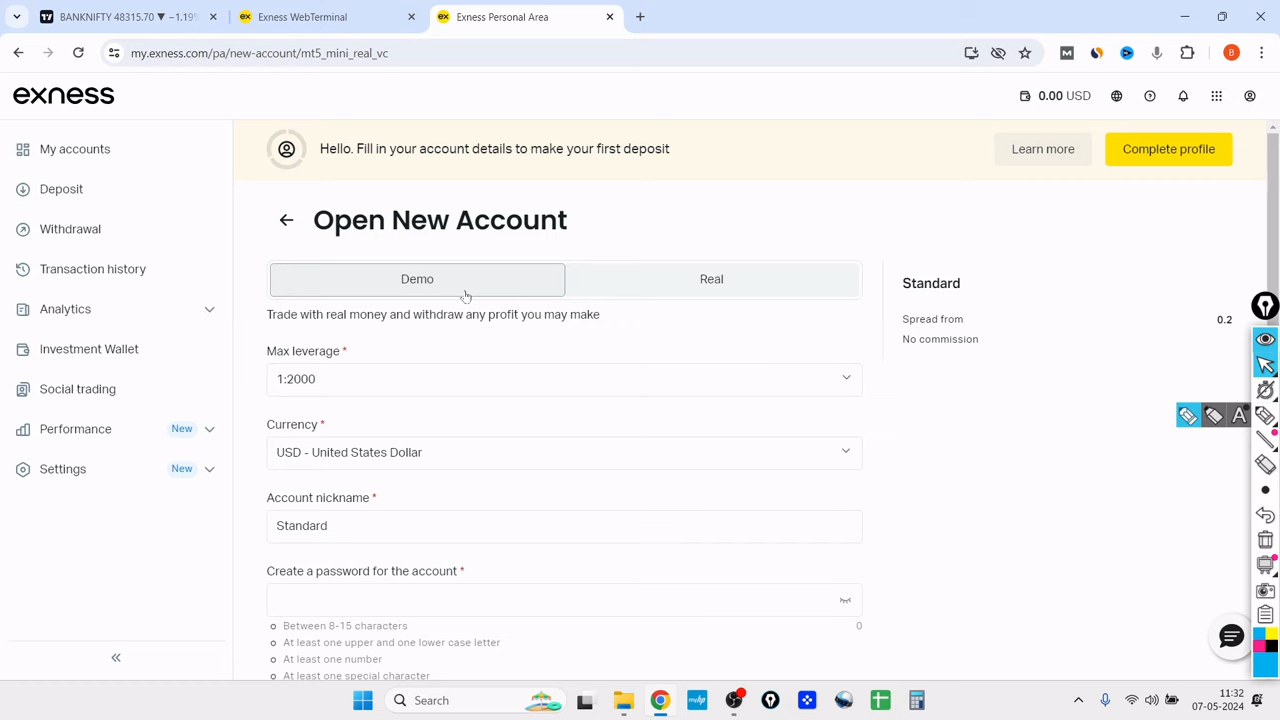 BANKNIFTY 48315.70 ▼ −1.19%
Exness WebTerminal
Exness Personal Area
my.exness.com/pa/new-account/mt5_mini_real_vc
B
exness
0.00 USD
My accounts
Deposit
Withdrawal
Transaction history
Analytics
Investment Wallet
Social trading
Performance New
Settings New
Hello. Fill in your account details to make your first deposit
Learn more
Complete profile
Open New Account
Demo
Real
Trade with real money and withdraw any profit you may make
Max leverage *
1:2000
Currency *
USD - United States Dollar
Account nickname *
Standard
Create a password for the account *
Between 8-15 characters 0
At least one upper and one lower case letter
At least one number
At least one special character
Standard
Spread from 0.2
No commission
A
Search
11:32
07-05-2024